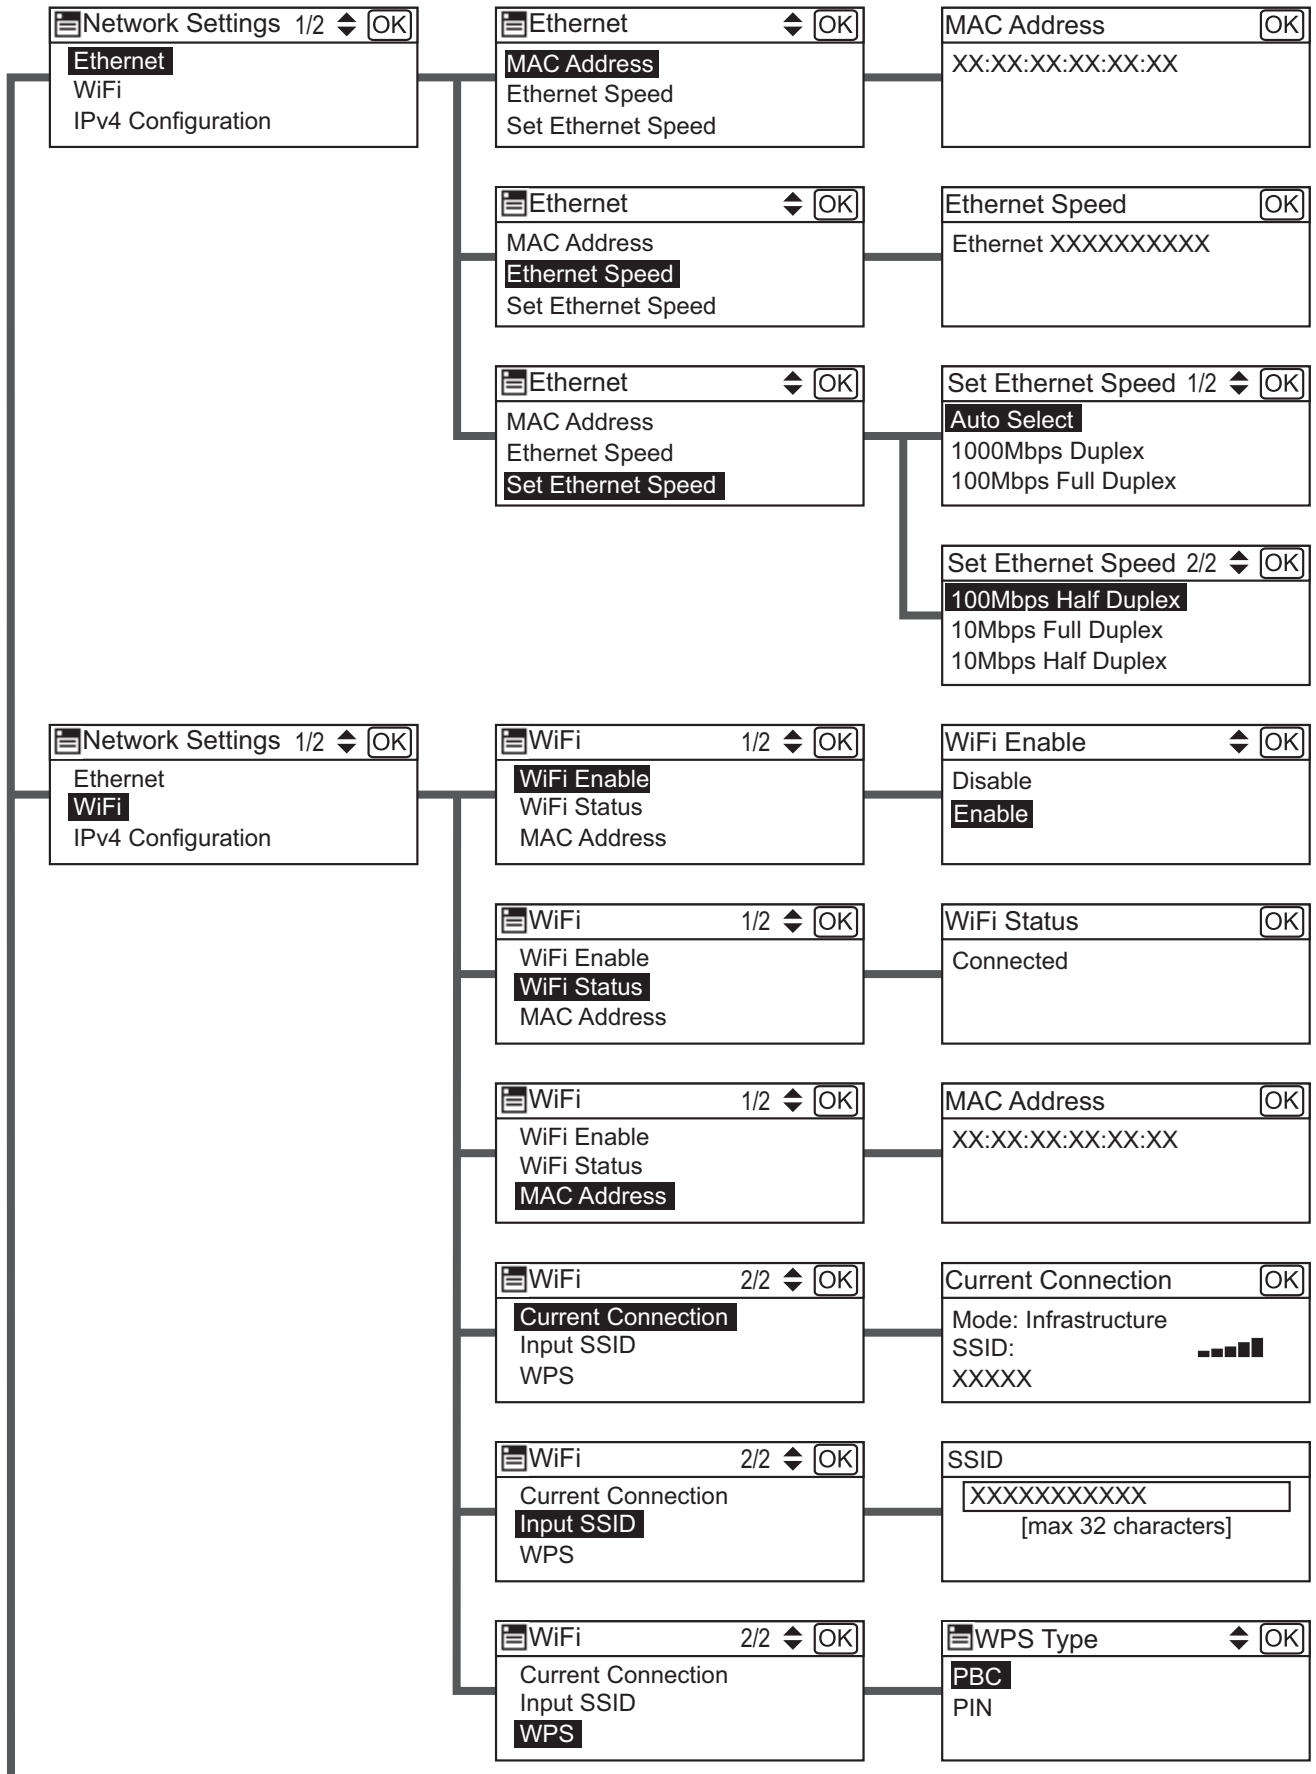 Network Settings 1/2 OK
Ethernet
WiFi
IPv4 Configuration
Ethernet OK
MAC Address
Ethernet Speed
Set Ethernet Speed
MAC Address OK
XX:XX:XX:XX:XX:XX
Ethernet OK
MAC Address
Ethernet Speed
Set Ethernet Speed
Ethernet Speed OK
Ethernet XXXXXXXXXX
Ethernet OK
MAC Address
Ethernet Speed
Set Ethernet Speed
Set Ethernet Speed 1/2 OK
Auto Select
1000Mbps Duplex
100Mbps Full Duplex
Set Ethernet Speed 2/2 OK
100Mbps Half Duplex
10Mbps Full Duplex
10Mbps Half Duplex
Network Settings 1/2 OK
Ethernet
WiFi
IPv4 Configuration
WiFi 1/2 OK
WiFi Enable
WiFi Status
MAC Address
WiFi Enable OK
Disable
Enable
WiFi 1/2 OK
WiFi Enable
WiFi Status
MAC Address
WiFi Status OK
Connected
WiFi 1/2 OK
WiFi Enable
WiFi Status
MAC Address
MAC Address OK
XX:XX:XX:XX:XX:XX
WiFi 2/2 OK
Current Connection
Input SSID
WPS
Current Connection OK
Mode: Infrastructure
SSID:
XXXXX
WiFi 2/2 OK
Current Connection
Input SSID
WPS
SSID
XXXXXXXXXXX
[max 32 characters]
WiFi 2/2 OK
Current Connection
Input SSID
WPS
WPS Type OK
PBC
PIN